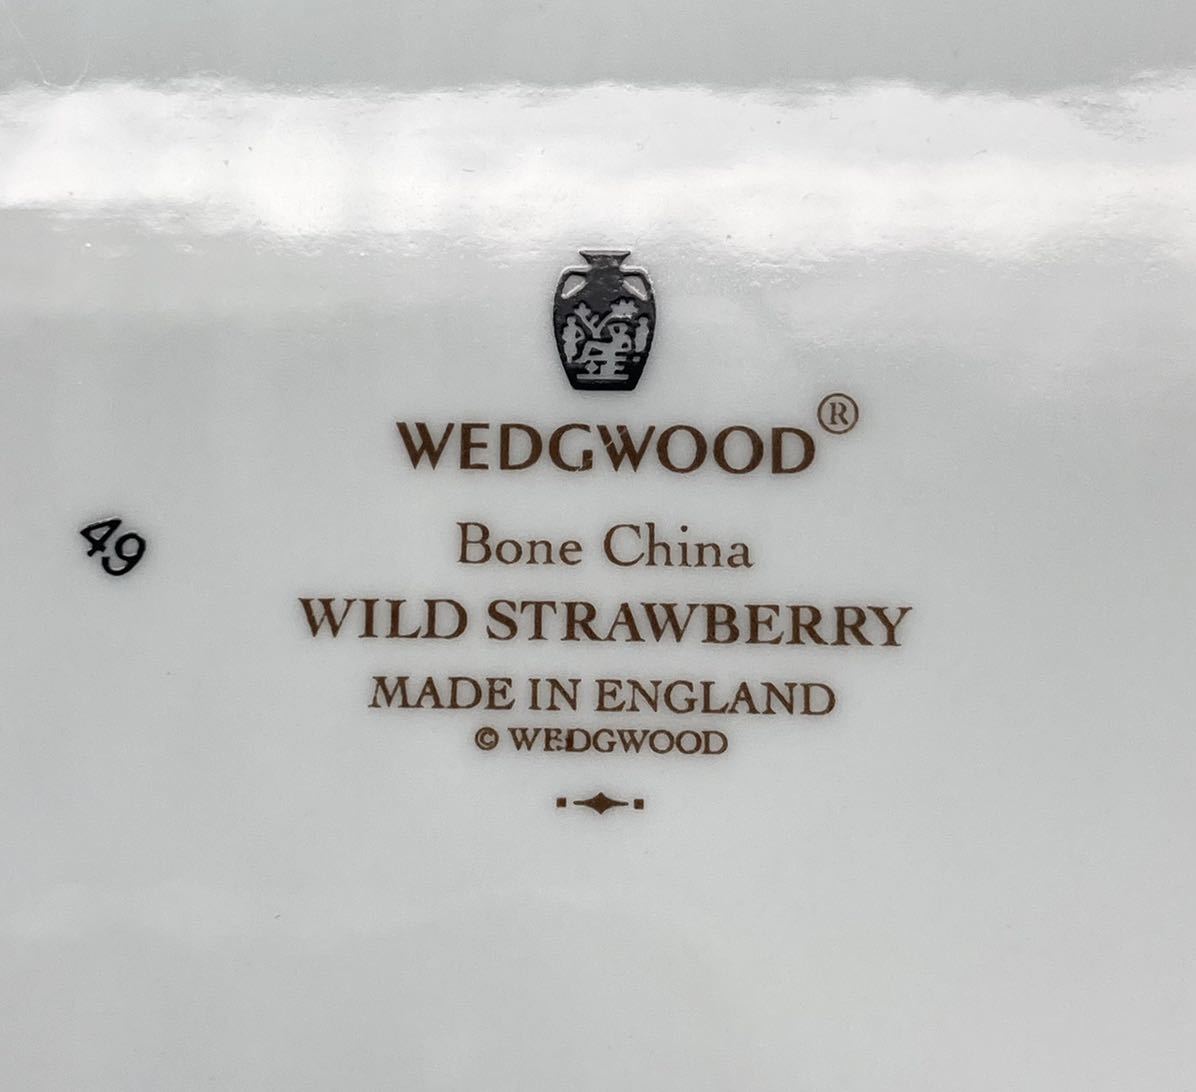 WEDGWOOD®
49
Bone China
WILD STRAWBERRY
MADE IN ENGLAND
© WEDGWOOD